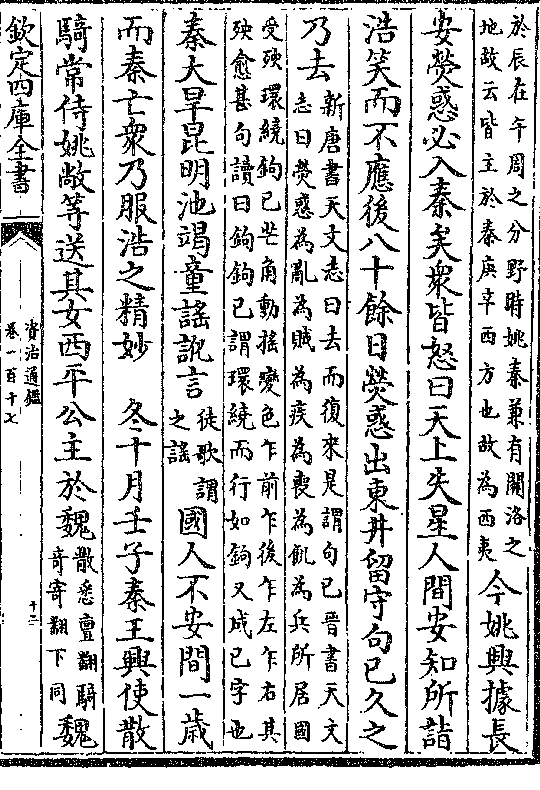 於辰在午周之分野時姚秦兼有關洛之
地故云皆主於秦庚辛西方也故為西夷
今姚興據長
安熒惑必入秦矣衆皆怒曰天上失星人間安知所詣
浩笑而不應後八十餘日熒惑出東井留守句已久之
乃去
新唐書天文志曰去而復來是謂句已晉書天文
志曰熒惑為亂為賊為疾為喪為飢為兵所居國
受殃環繞鉤已芒角動搖變色乍前乍後乍左乍右其
殃愈甚句讀曰鉤鉤已謂環繞而行如鉤又成已字也
秦大旱昆明池竭童謡訛言
徒歌謂
之謡
國人不安間一歲
而秦亡衆乃服浩之精妙 冬十月壬子秦王興使散
騎常侍姚敞等送其女西平公主於魏
散悉亶翻騎
奇寄翻下同
魏
欽定四庫全書
資治通鑑
卷一百十七
十二